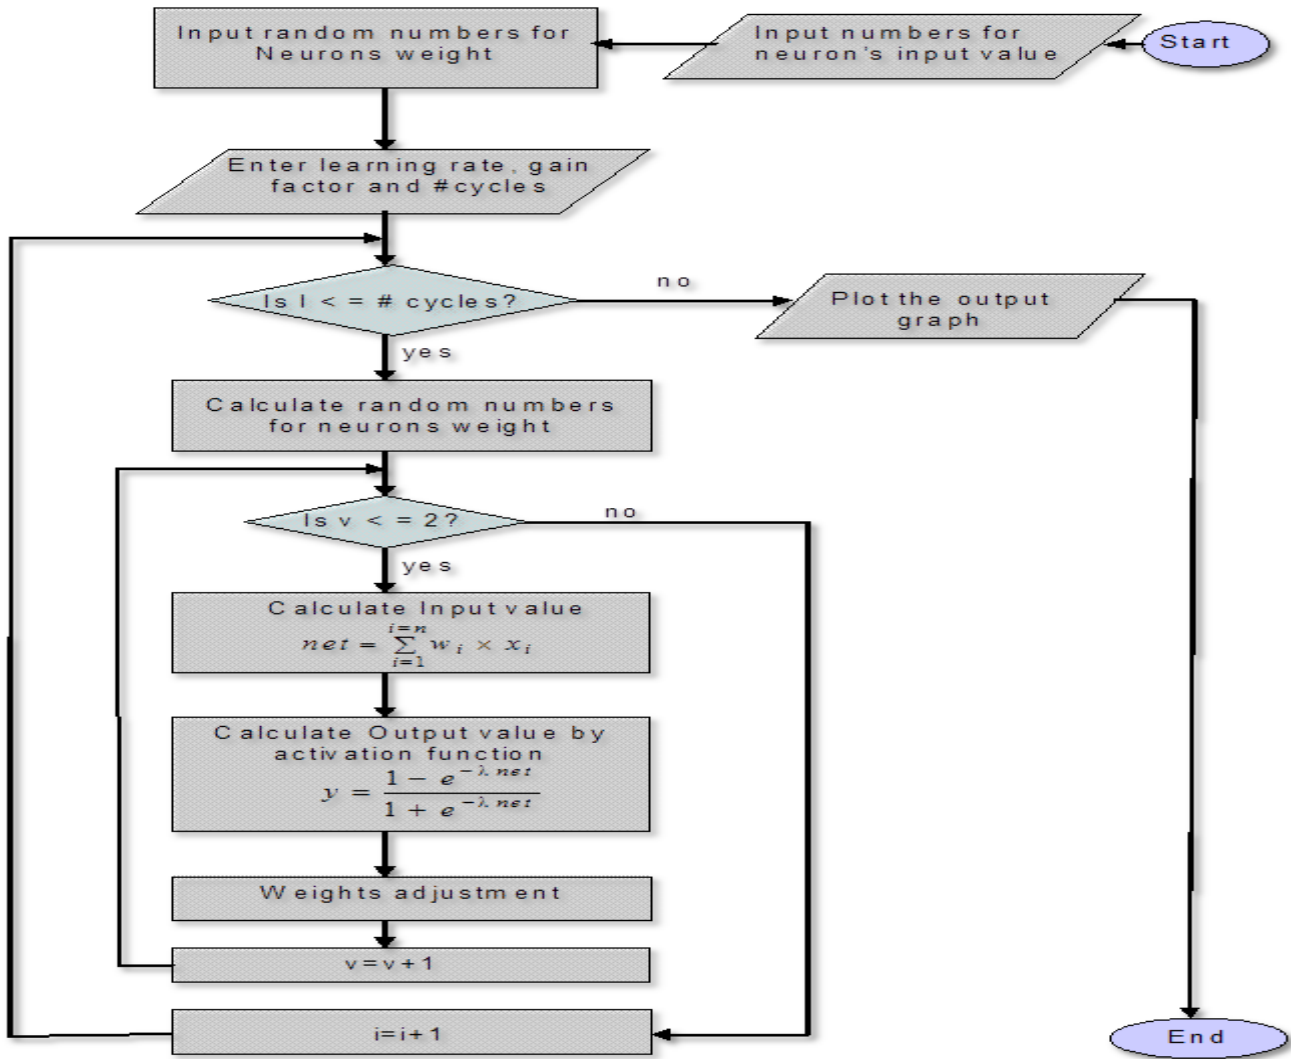 Start
Input numbers for
neuron's input value
Input random numbers for
Neurons weight
Enter learning rate, gain
factor and #cycles
Is I < = # cycles?
no
Plot the output
graph
yes
Calculate random numbers
for neurons weight
Is v < = 2?
no
yes
Calculate Input value
net = \sum_{i=1}^{i=n} w_i × x_i
Calculate Output value by
activation function
y = \frac{1 - e^{-λ.net}}{1 + e^{-λ.net}}
Weights adjustment
v=v+1
i=i+1
End